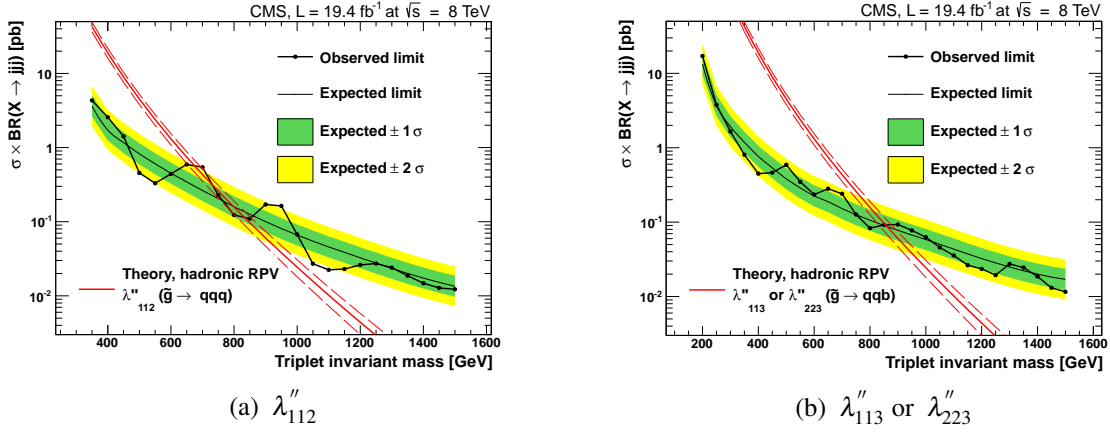 CMS, L = 19.4 fb⁻¹ at √s = 8 TeV
σ × BR(X → jjj) [pb]
10
1
10⁻¹
10⁻²
Observed limit
Expected limit
Expected ± 1 σ
Expected ± 2 σ
Theory, hadronic RPV
λ''₁₁₂ (g̃ → qqq)
400 600 800 1000 1200 1400 1600
Triplet invariant mass [GeV]
(a) λ''₁₁₂
CMS, L = 19.4 fb⁻¹ at √s = 8 TeV
σ × BR(X → jjj) [pb]
10
1
10⁻¹
10⁻²
Observed limit
Expected limit
Expected ± 1 σ
Expected ± 2 σ
Theory, hadronic RPV
λ''₁₁₃ or λ''₂₂₃ (g̃ → qqb)
200 400 600 800 1000 1200 1400 1600
Triplet invariant mass [GeV]
(b) λ''₁₁₃ or λ''₂₂₃